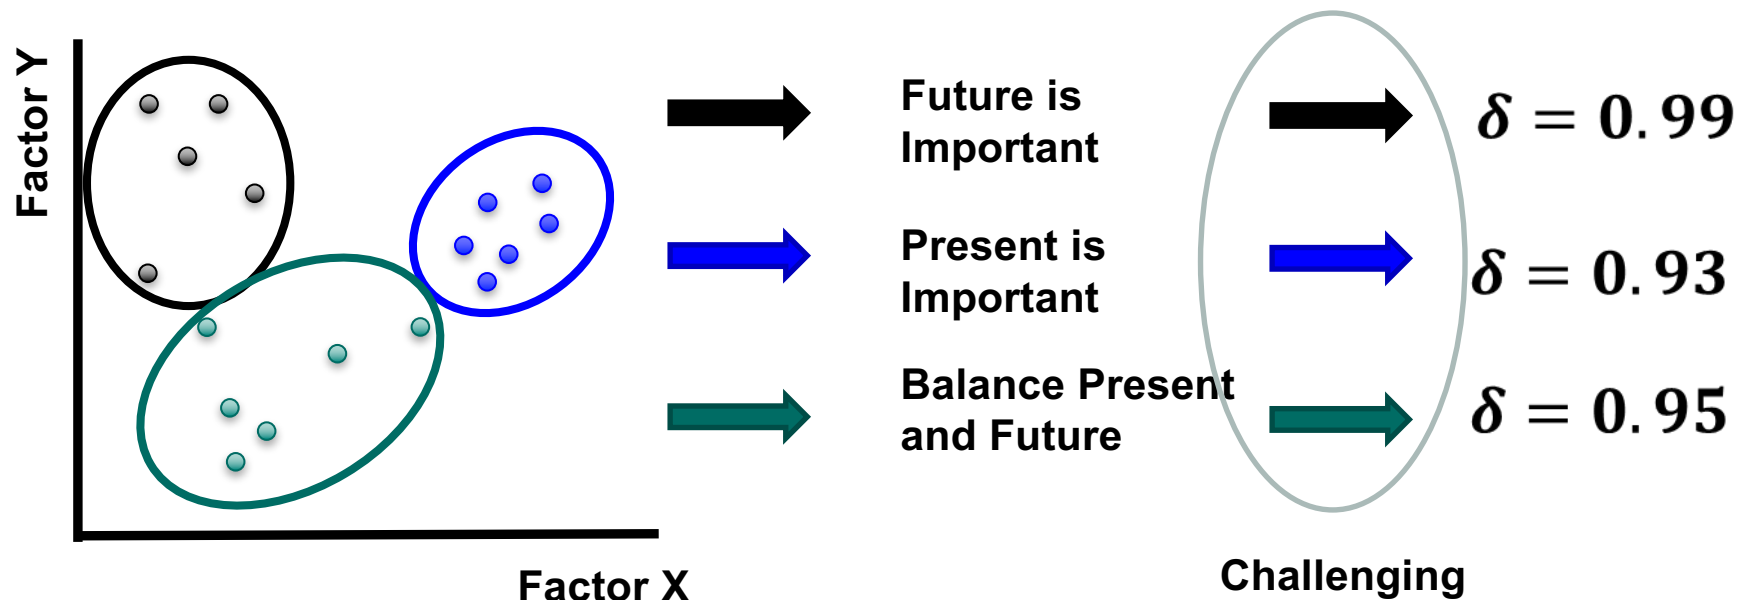 Factor Y
Future is
Important
δ = 0.99
Present is
Important
δ = 0.93
Balance Present
and Future
δ = 0.95
Factor X
Challenging